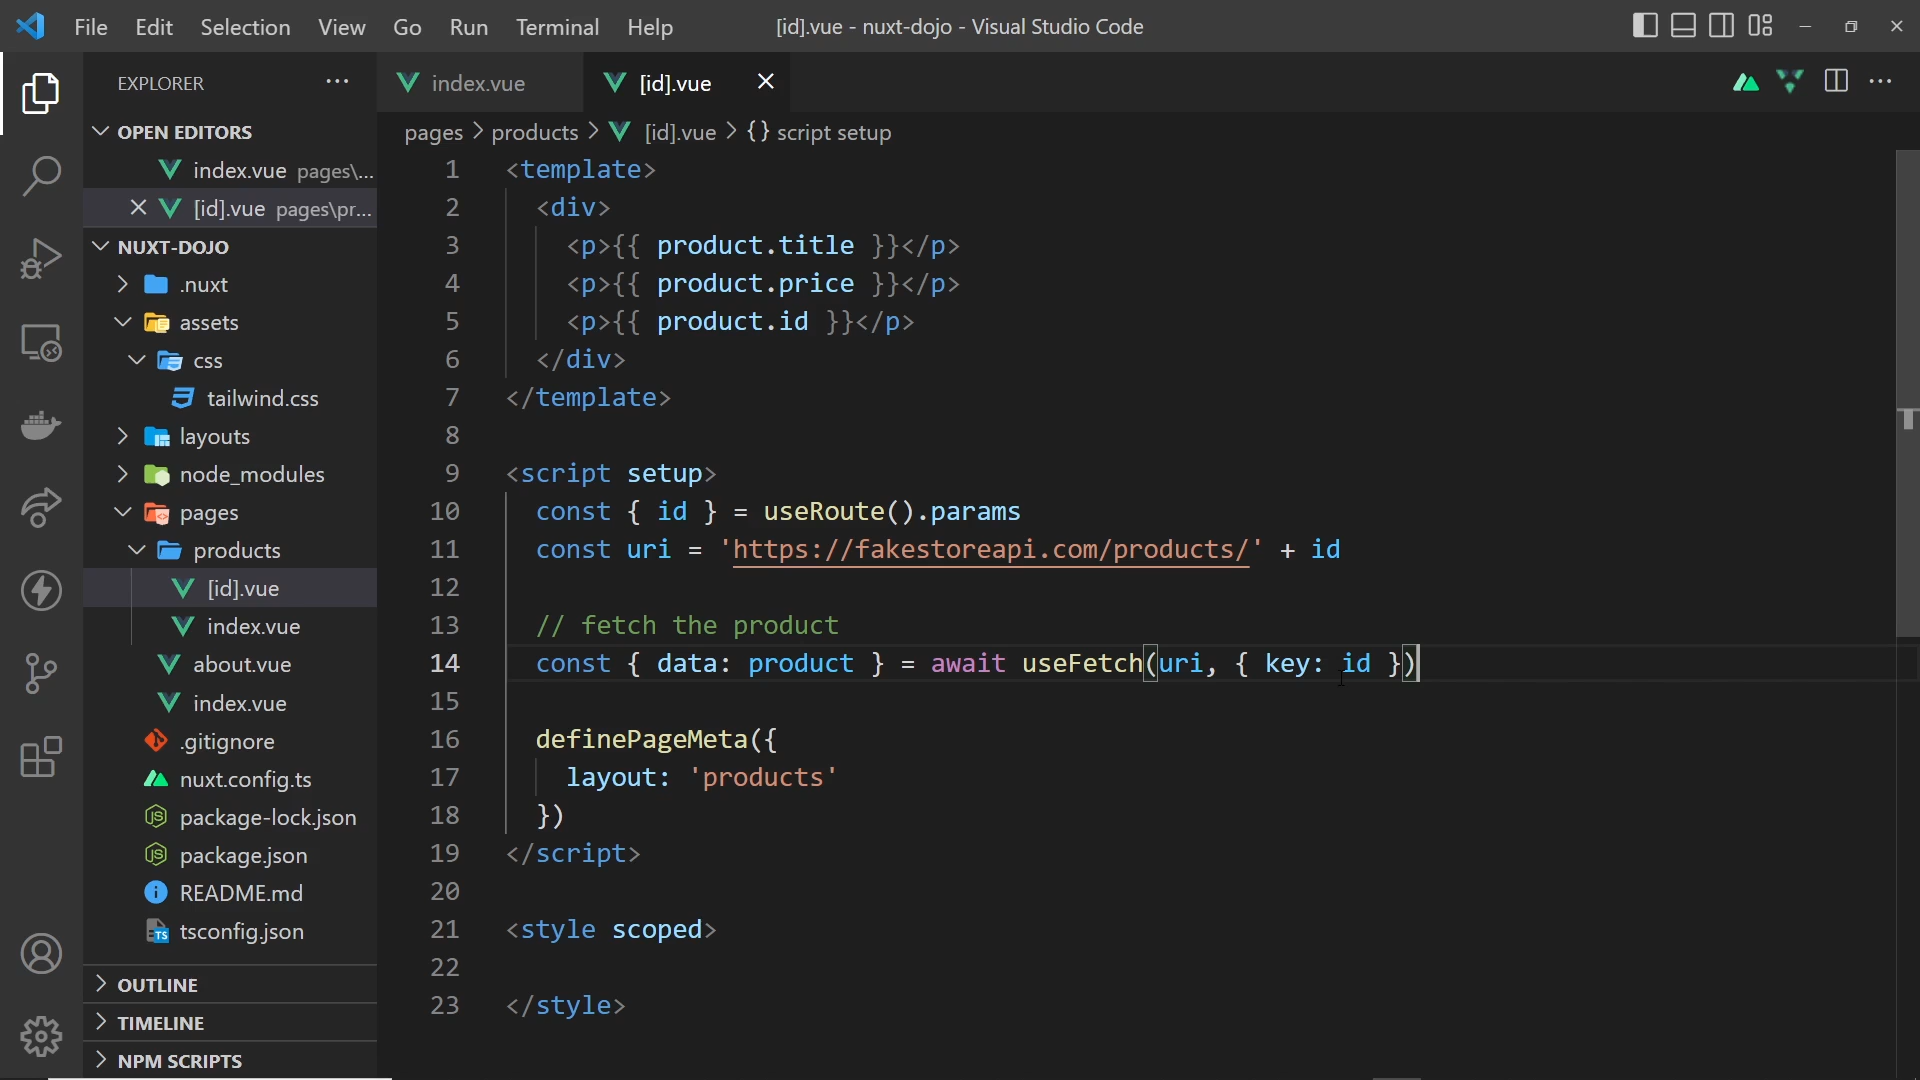 File Edit Selection View Go Run Terminal Help [id].vue - nuxt-dojo - Visual Studio Code
EXPLORER
OPEN EDITORS
index.vue pages\...
[id].vue pages\pr...
NUXT-DOJO
.nuxt
assets
css
tailwind.css
layouts
node_modules
pages
products
[id].vue
index.vue
about.vue
index.vue
.gitignore
nuxt.config.ts
package-lock.json
package.json
README.md
tsconfig.json
OUTLINE
TIMELINE
NPM SCRIPTS
index.vue [id].vue
pages > products > [id].vue > {} script setup
1 <template>
2 <div>
3 <p>{{ product.title }}</p>
4 <p>{{ product.price }}</p>
5 <p>{{ product.id }}</p>
6 </div>
7 </template>
8
9 <script setup>
10 const { id } = useRoute().params
11 const uri = 'https://fakestoreapi.com/products/' + id
12
13 // fetch the product
14 const { data: product } = await useFetch(uri, { key: id })
15
16 definePageMeta({
17 layout: 'products'
18 })
19 </script>
20
21 <style scoped>
22
23 </style>